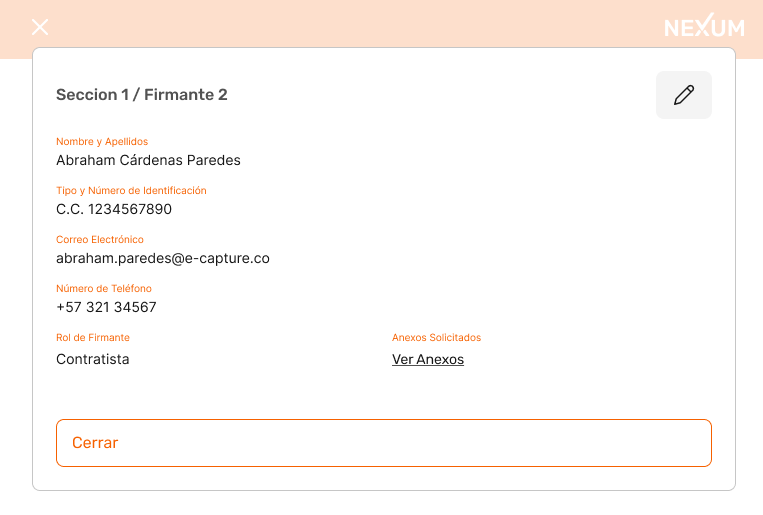 NEXUM
Seccion 1 / Firmante 2
Nombre y Apellidos
Abraham Cárdenas Paredes
Tipo y Número de Identificación
C.C. 1234567890
Correo Electrónico
abraham.paredes@e-capture.co
Número de Teléfono
+57 321 34567
Rol de Firmante
Contratista
Anexos Solicitados
Ver Anexos
Cerrar